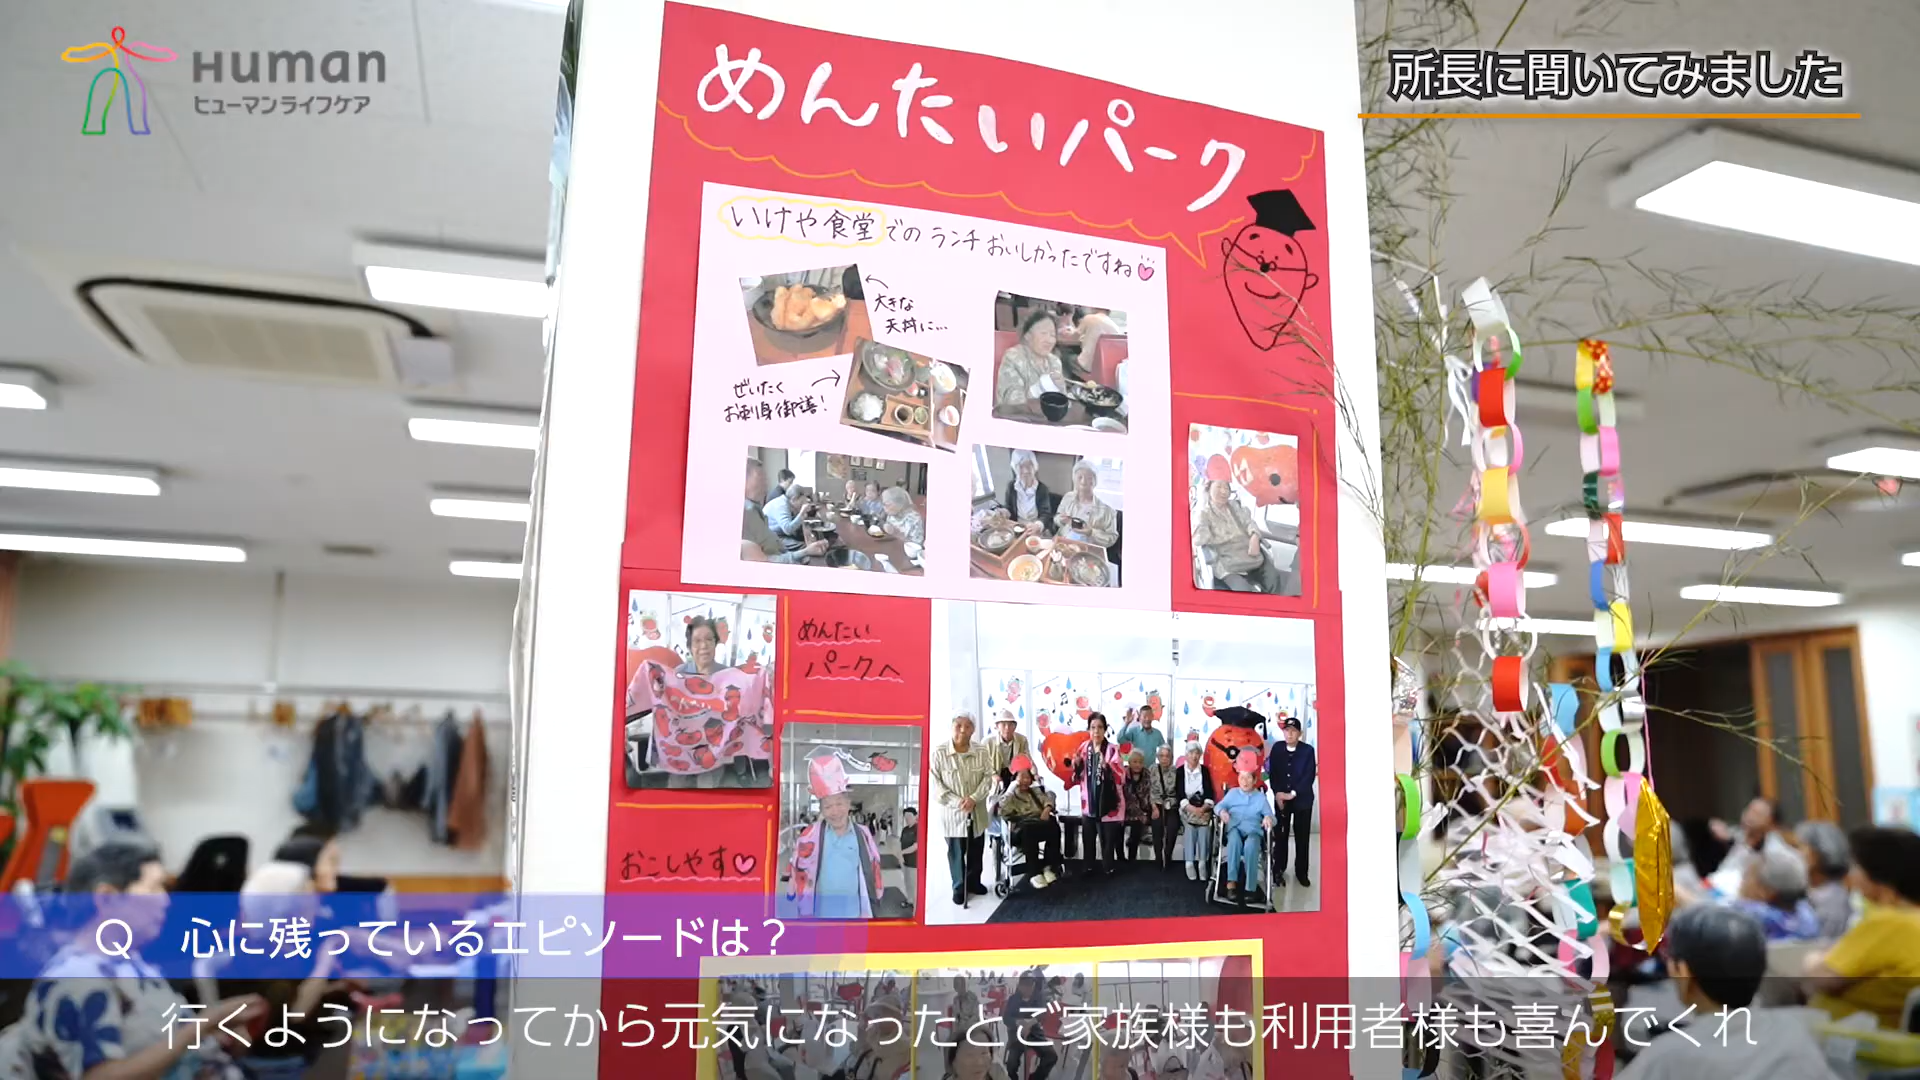 Human
ヒューマンライフケア
所長に聞いてみました
めんたいパーク
いけや食堂でのランチおいしかったですね♡
大きな
天丼に…
ぜいたく
お刺身御膳!
めんたい
パークへ
おこしやす♡
Q 心に残っているエピソードは？
行くようになってから元気になったとご家族様も利用者様も喜んでくれ